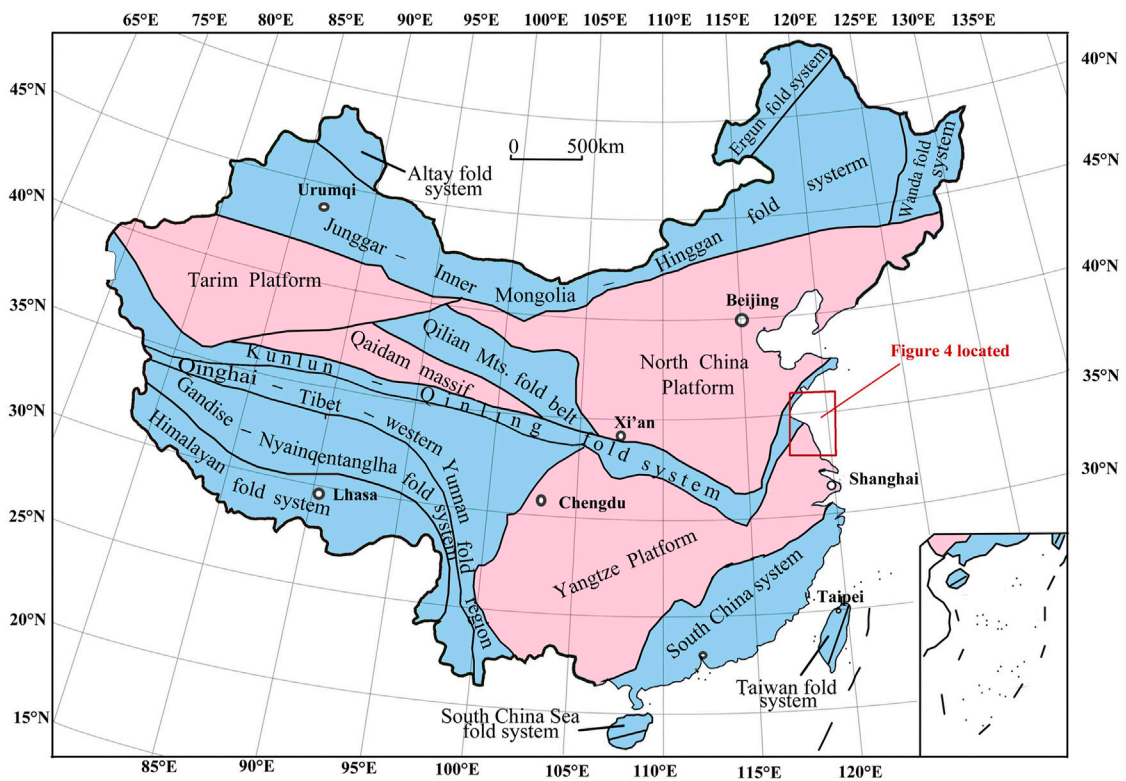 65°E 70°E 75°E 80°E 85°E 90°E 95°E 100°E 105°E 110°E 115°E 120°E 125°E 130°E 135°E
45°N
40°N
35°N
30°N
25°N
20°N
15°N
40°N
45°N
40°N
35°N
30°N
Ergun fold system
0 500km
Altay fold
system
Urumqi
Junggar – Inner Mongolia – Hinggan fold systerm
Wanda fold
system
Tarim Platform
Beijing
Qilian Mts. fold belt
Qaidam massif
North China
Platform
Figure 4 located
Kunlun – Qinling fold system
Xi'an
Qinghai – Tibet – western Yunnan fold region
Gandise – Nyainqentanglha fold system
Himalayan
fold system
Lhasa
Chengdu
Shanghai
Yangtze Platform
South China system
Taipei
Taiwan fold
system
South China Sea
fold system
85°E 90°E 95°E 100°E 105°E 110°E 115°E 120°E